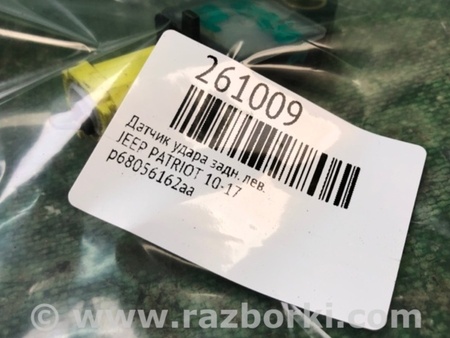 261009
Датчик удара задн. лев.
JEEP PATRIOT 10-17
p68056162aa
© www.razborki.com